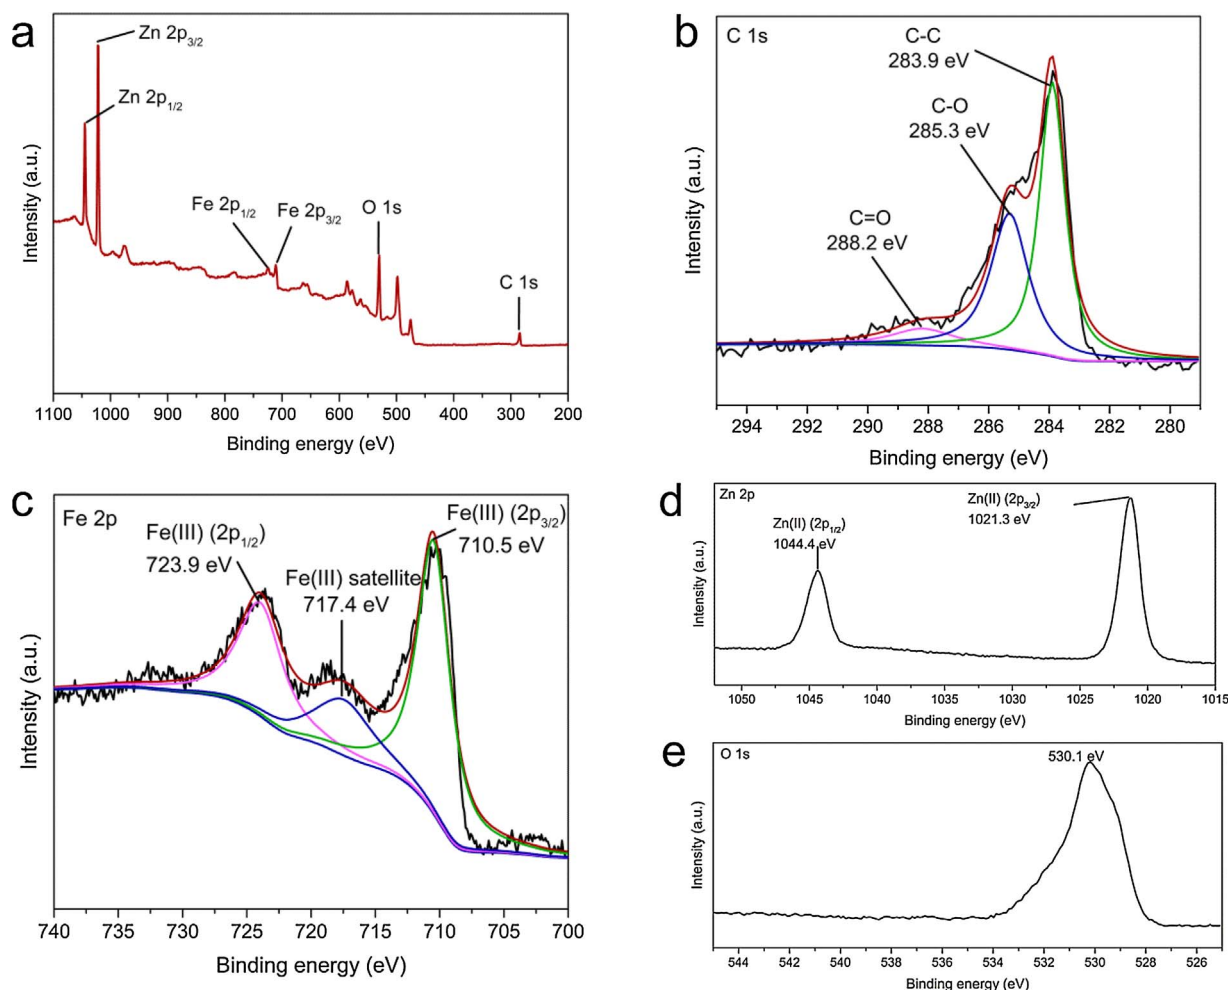 a
Zn 2p3/2
Zn 2p1/2
Fe 2p1/2
Fe 2p3/2
O 1s
C 1s
Intensity (a.u.)
1100 1000 900 800 700 600 500 400 300 200
Binding energy (eV)
b
C 1s
C-C
283.9 eV
C-O
285.3 eV
C=O
288.2 eV
Intensity (a.u.)
294 292 290 288 286 284 282 280
Binding energy (eV)
c
Fe 2p
Fe(III) (2p1/2)
723.9 eV
Fe(III) satellite
717.4 eV
Fe(III) (2p3/2)
710.5 eV
Intensity (a.u.)
740 735 730 725 720 715 710 705 700
Binding energy (eV)
d
Zn 2p
Zn(II) (2p1/2)
1044.4 eV
Zn(II) (2p3/2)
1021.3 eV
Intensity (a.u.)
1050 1045 1040 1035 1030 1025 1020 1015
Binding energy (eV)
e
O 1s
530.1 eV
Intensity (a.u.)
544 542 540 538 536 534 532 530 528 526
Binding energy (eV)